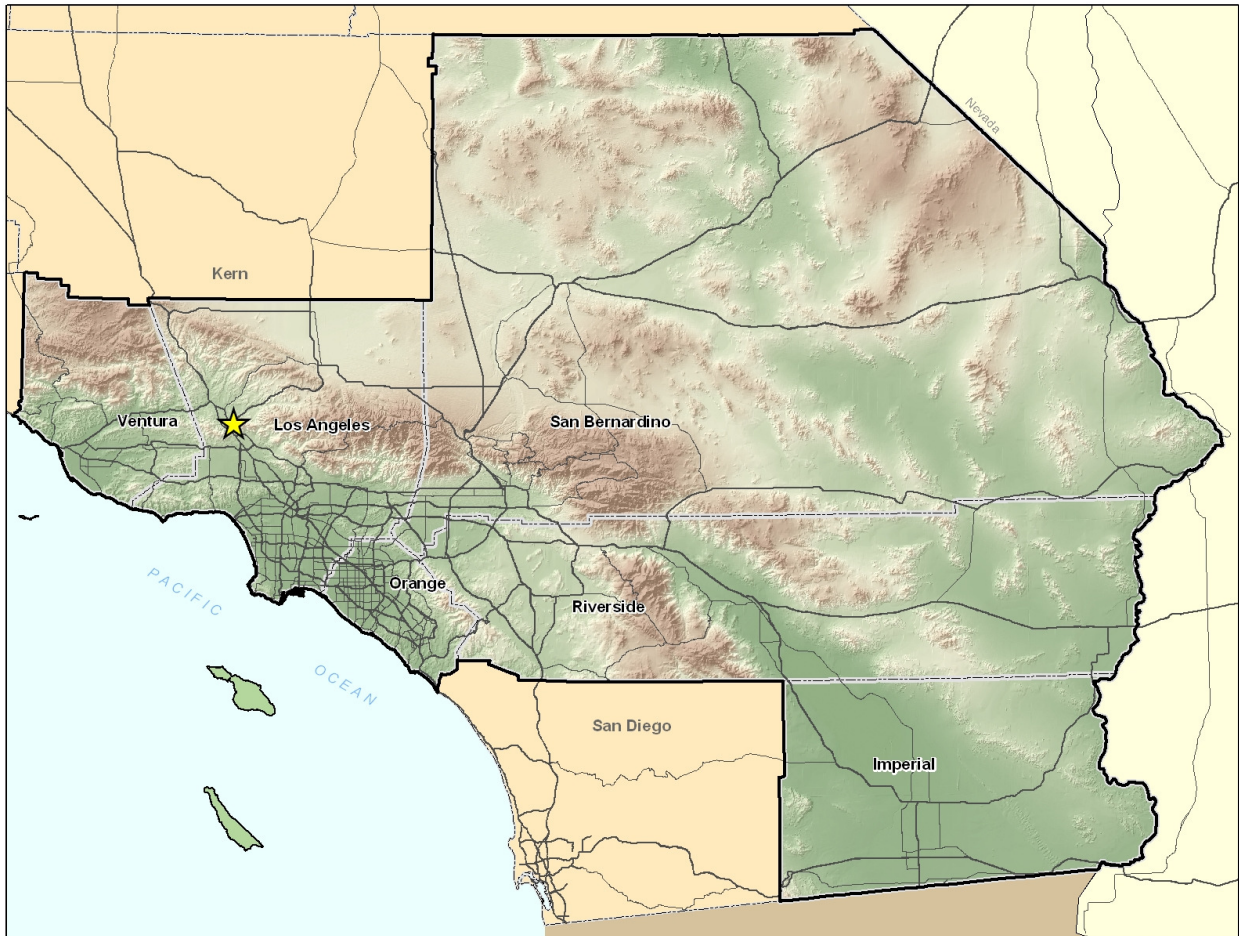 Nevada
Kern
Ventura
Los Angeles
San Bernardino
PACIFIC
OCEAN
Orange
Riverside
San Diego
Imperial